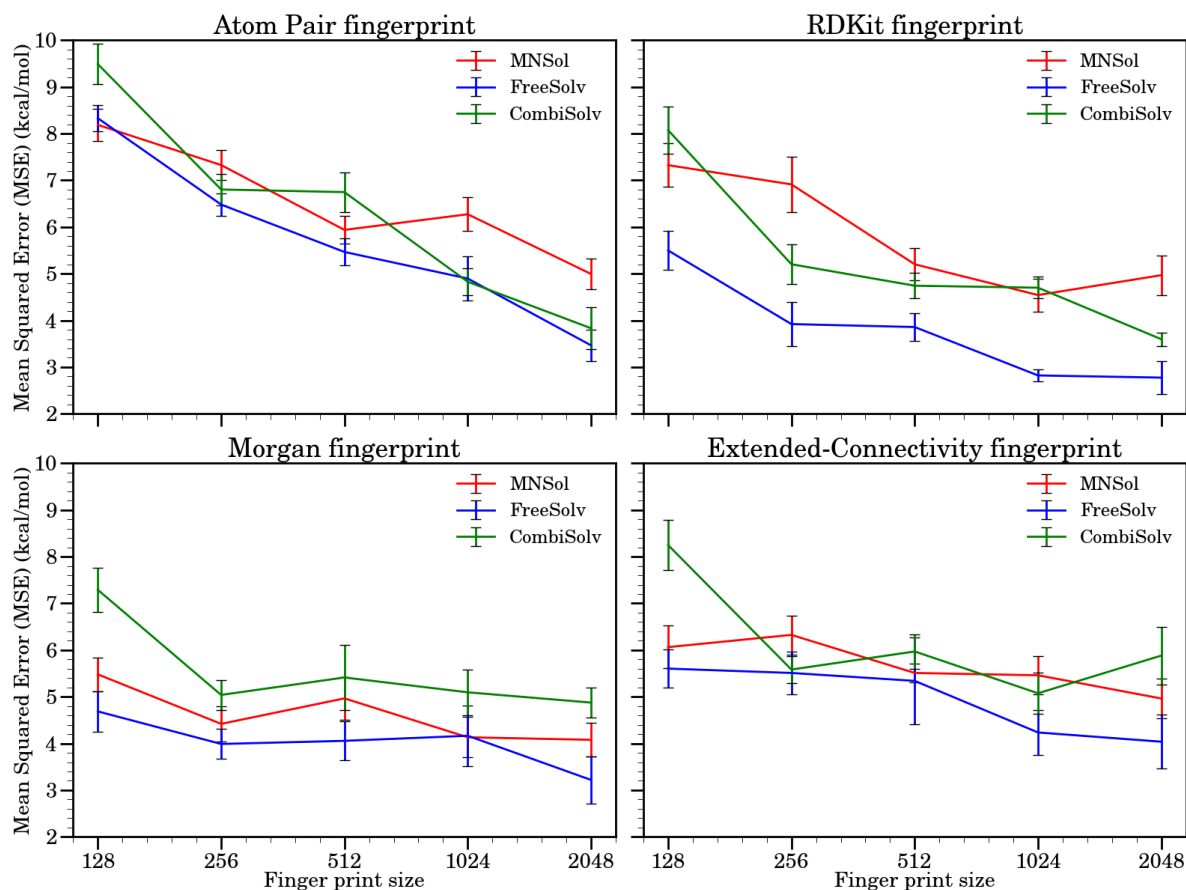 Atom Pair fingerprint
RDKit fingerprint
Mean Squared Error (MSE) (kcal/mol)
10
9
8
7
6
5
4
3
2
MNSol
FreeSolv
CombiSolv
MNSol
FreeSolv
CombiSolv
Morgan fingerprint
Extended-Connectivity fingerprint
Mean Squared Error (MSE) (kcal/mol)
10
9
8
7
6
5
4
3
2
MNSol
FreeSolv
CombiSolv
MNSol
FreeSolv
CombiSolv
128 256 512 1024 2048
128 256 512 1024 2048
Finger print size
Finger print size